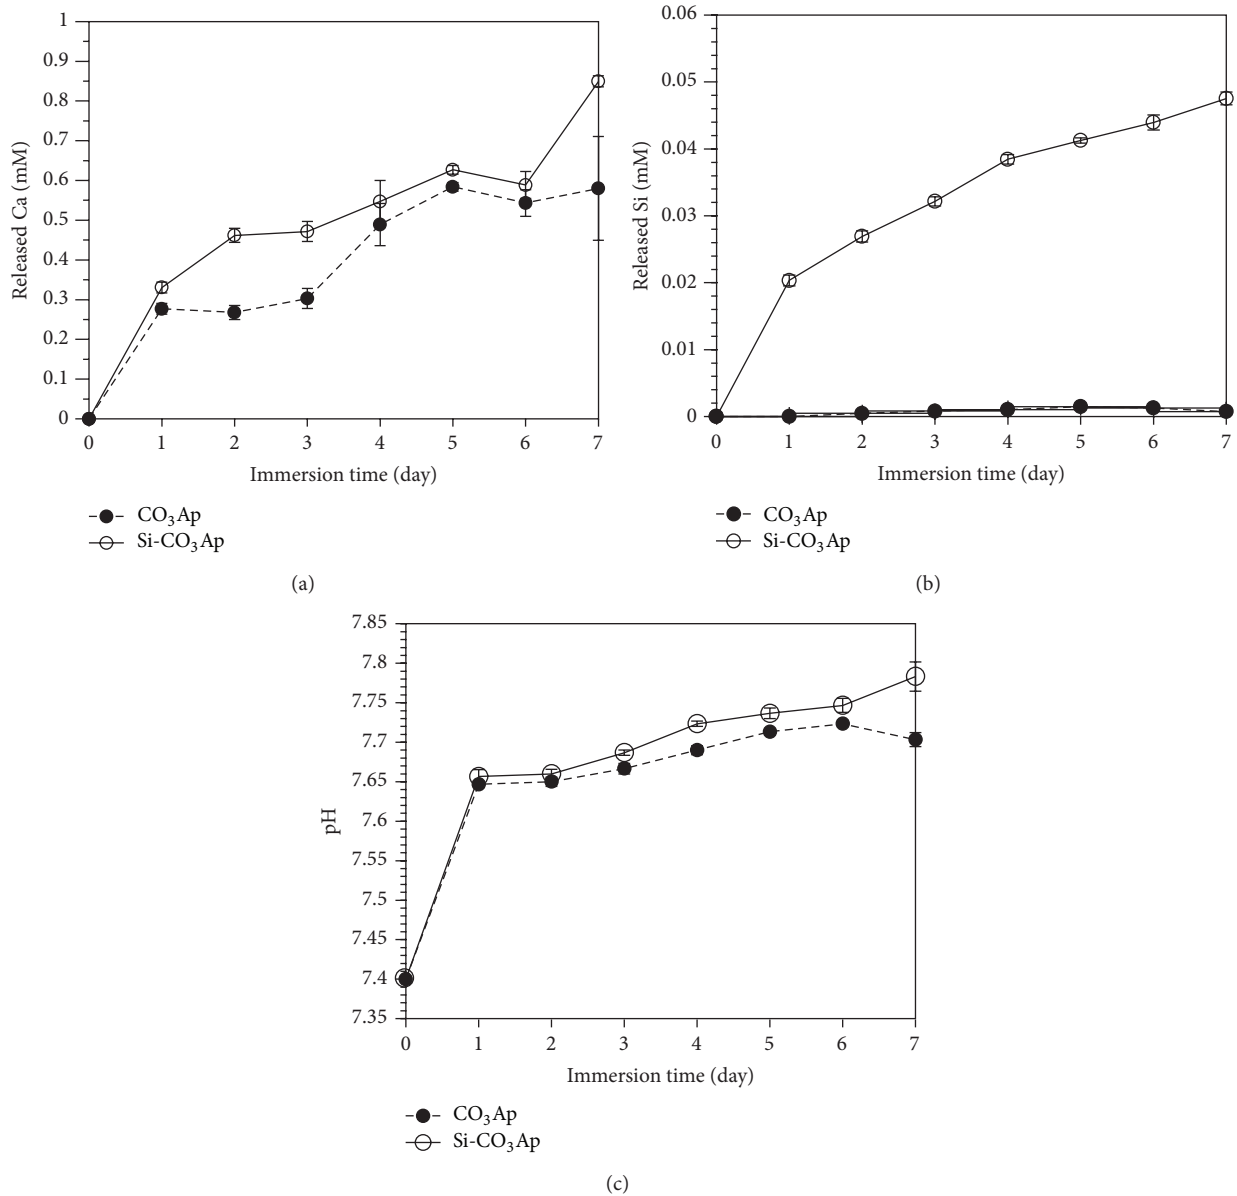 1
0.9
0.8
0.7
0.6
0.5
0.4
0.3
0.2
0.1
0
Released Ca (mM)
0 1 2 3 4 5 6 7
Immersion time (day)
CO₃Ap
Si-CO₃Ap
(a)
0.06
0.05
0.04
0.03
0.02
0.01
0
Released Si (mM)
0 1 2 3 4 5 6 7
Immersion time (day)
CO₃Ap
Si-CO₃Ap
(b)
7.85
7.8
7.75
7.7
7.65
7.6
7.55
7.5
7.45
7.4
7.35
pH
0 1 2 3 4 5 6 7
Immersion time (day)
CO₃Ap
Si-CO₃Ap
(c)